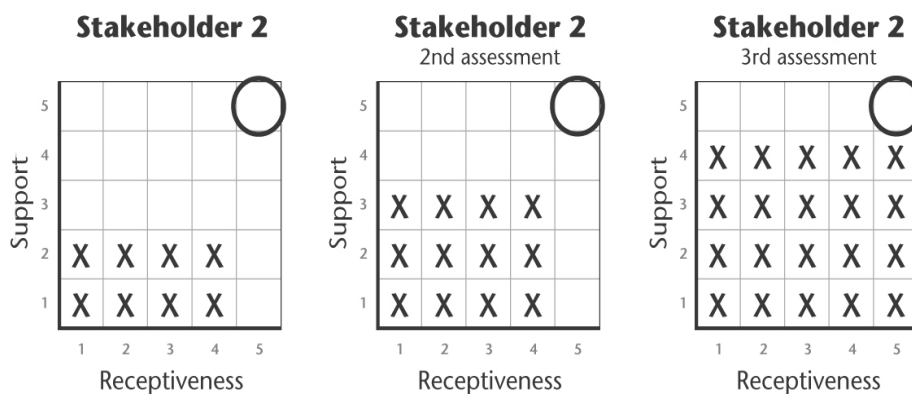 Stakeholder 2
5
4
3
2 X X X X
1 X X X X
1 2 3 4 5
Support
Receptiveness
Stakeholder 2
2nd assessment
5
4
3 X X X X
2 X X X X
1 X X X X
1 2 3 4 5
Support
Receptiveness
Stakeholder 2
3rd assessment
5
4 X X X X X
3 X X X X X
2 X X X X X
1 X X X X X
1 2 3 4 5
Support
Receptiveness